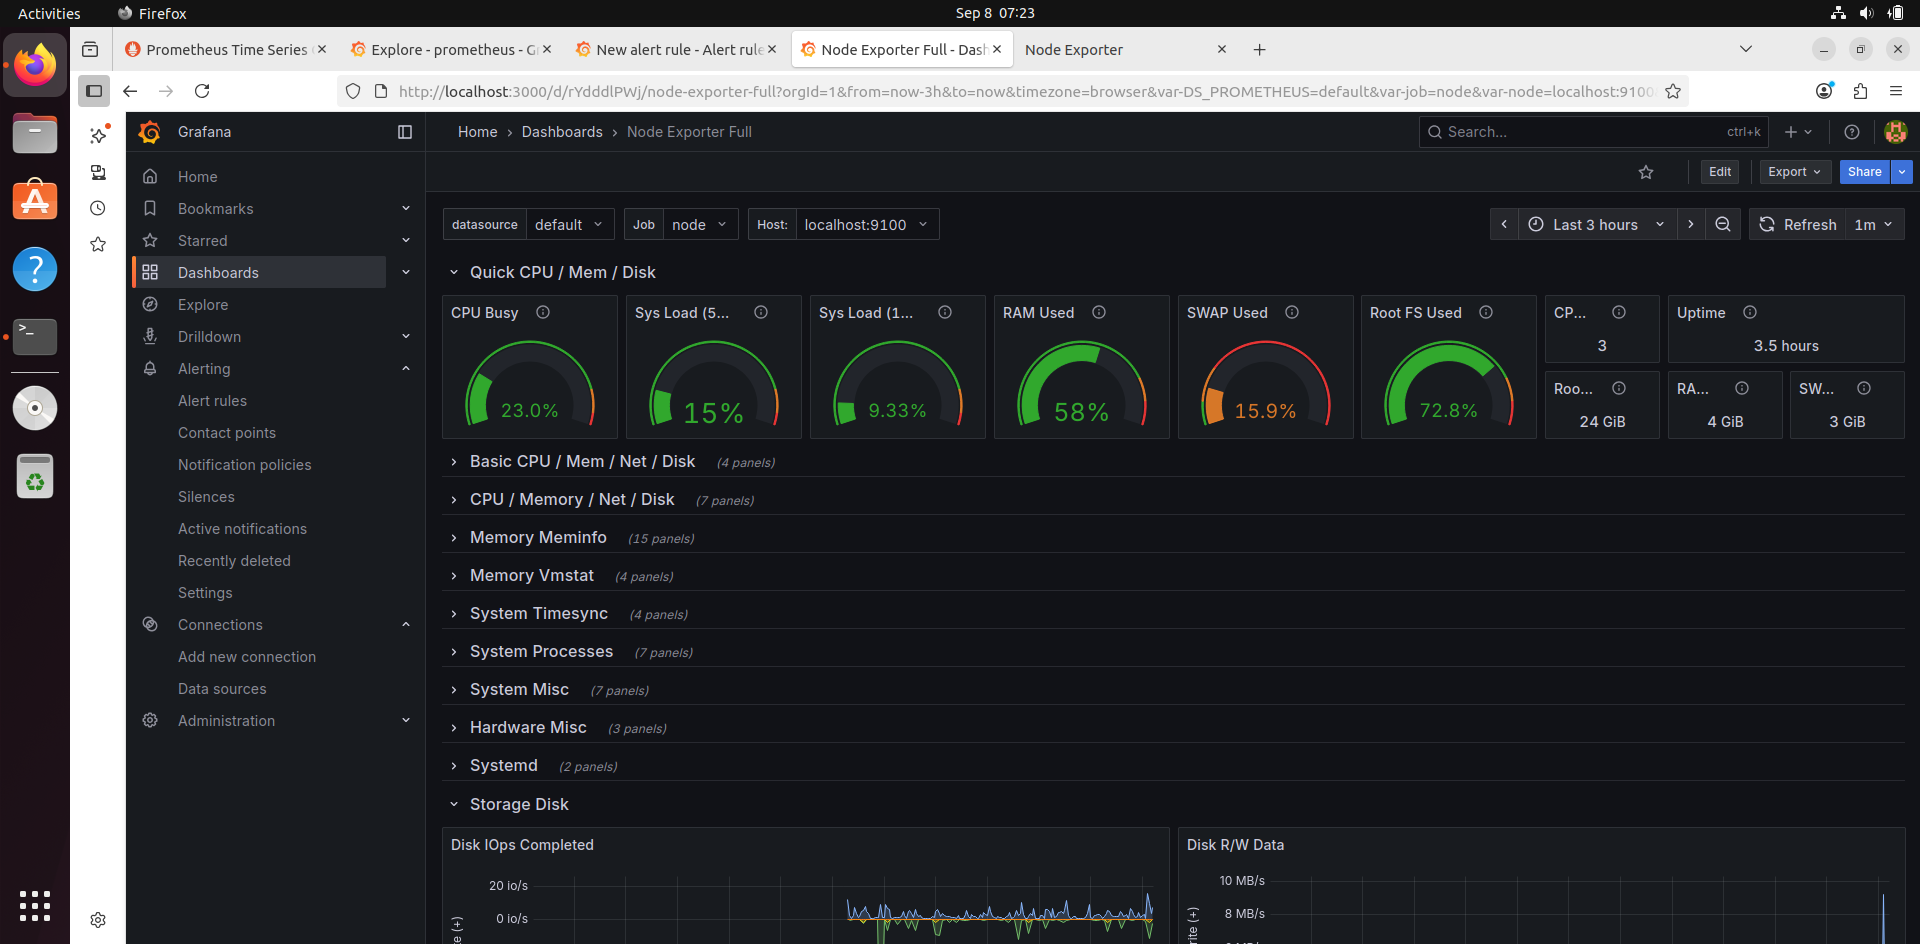 Activities
Firefox
Sep 8 07:23
Prometheus Time Series
Explore - prometheus - Gr
New alert rule - Alert rule
Node Exporter Full - Dash
Node Exporter
http://localhost:3000/d/rYdddlPWj/node-exporter-full?orgId=1&from=now-3h&to=now&timezone=browser&var-DS_PROMETHEUS=default&var-job=node&var-node=localhost:9100
Grafana
Home › Dashboards › Node Exporter Full
Search...
ctrl+k
Edit
Export
Share
Home
Bookmarks
Starred
Dashboards
Explore
Drilldown
Alerting
Alert rules
Contact points
Notification policies
Silences
Active notifications
Recently deleted
Settings
Connections
Add new connection
Data sources
Administration
datasource default
Job node
Host: localhost:9100
Last 3 hours
Refresh 1m
Quick CPU / Mem / Disk
CPU Busy
23.0%
Sys Load (5...
15%
Sys Load (1...
9.33%
RAM Used
58%
SWAP Used
15.9%
Root FS Used
72.8%
CP...
3
Uptime
3.5 hours
Roo...
24 GiB
RA...
4 GiB
SW...
3 GiB
Basic CPU / Mem / Net / Disk (4 panels)
CPU / Memory / Net / Disk (7 panels)
Memory Meminfo (15 panels)
Memory Vmstat (4 panels)
System Timesync (4 panels)
System Processes (7 panels)
System Misc (7 panels)
Hardware Misc (3 panels)
Systemd (2 panels)
Storage Disk
Disk IOps Completed
20 io/s
0 io/s
Disk R/W Data
10 MB/s
8 MB/s